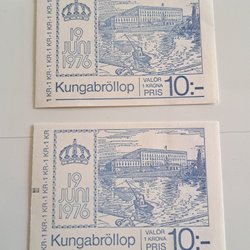 1 KR-1 KR-1 KR-1 KR-1 KR-1 KR
19
JUNI
1976
Kungabröllop
VALÖR
1 KRONA
PRIS
10:-
1 KR-1 KR-1 KR-1 KR-1 KR-1 KR
19
JUNI
1976
Kungabröllop
VALÖR
1 KRONA
PRIS
10:-